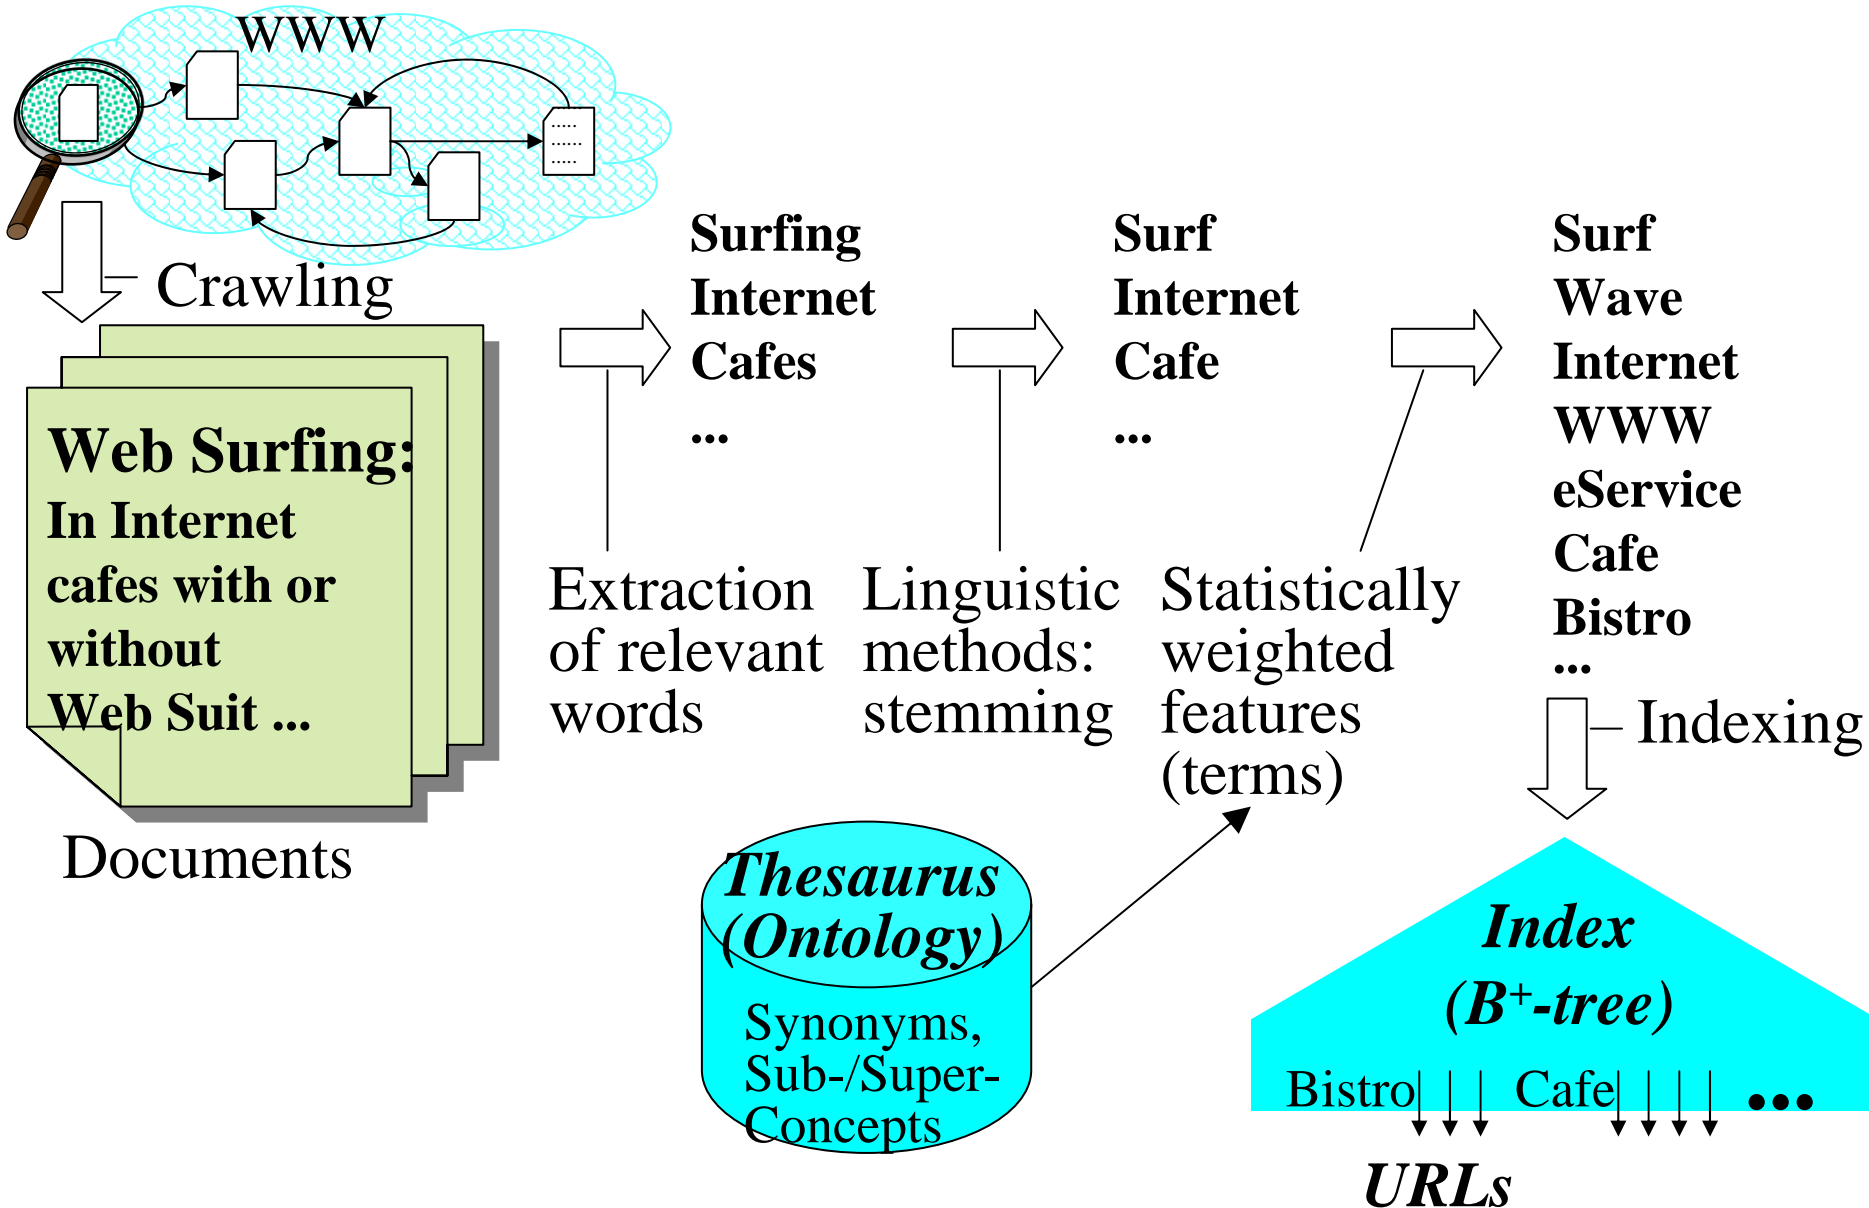 WWW
Crawling
Web Surfing:
In Internet
cafes with or
without
Web Suit ...
Documents
Surfing
Internet
Cafes
...
Extraction
of relevant
words
Surf
Internet
Cafe
...
Linguistic
methods:
stemming
Surf
Wave
Internet
WWW
eService
Cafe
Bistro
...
Statistically
weighted
features
(terms)
Thesaurus
(Ontology)
Synonyms,
Sub-/Super-
Concepts
Indexing
Index
(B⁺-tree)
Bistro Cafe ...
URLs